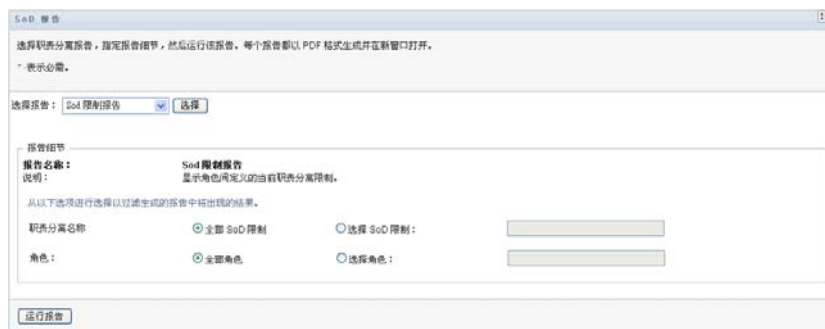 SoD 报告
选择职责分离报告，指定报告细节，然后运行该报告。每个报告都以 PDF 格式生成并在新窗口打开。
* -表示必需。
选择报告： Sod 限制报告 选择
报告细节
报告名称： Sod 限制报告
说明： 显示角色间定义的当前职责分离限制。
从以下选项进行选择以过滤生成的报告中将出现的结果。
职责分离名称 全部 SoD 限制 选择 SoD 限制：
角色： 全部角色 选择角色：
运行报告